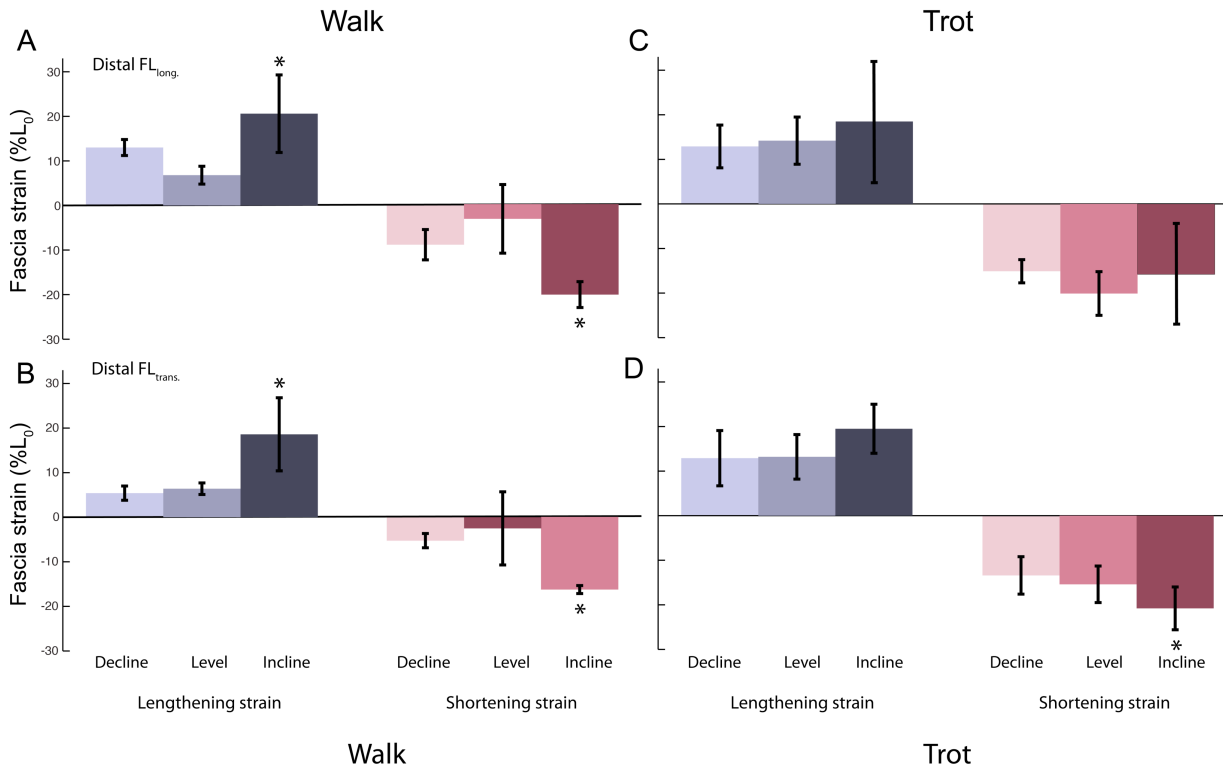 Walk
Trot
A
Distal FLlong.
*
Fascia strain (%L0)
30
20
10
0
-10
-20
-30
*
C
B
Distal FLtrans.
*
Fascia strain (%L0)
30
20
10
0
-10
-20
-30
*
D
*
Decline Level Incline Decline Level Incline
Lengthening strain Shortening strain
Decline Level Incline Decline Level Incline
Lengthening strain Shortening strain
Walk
Trot